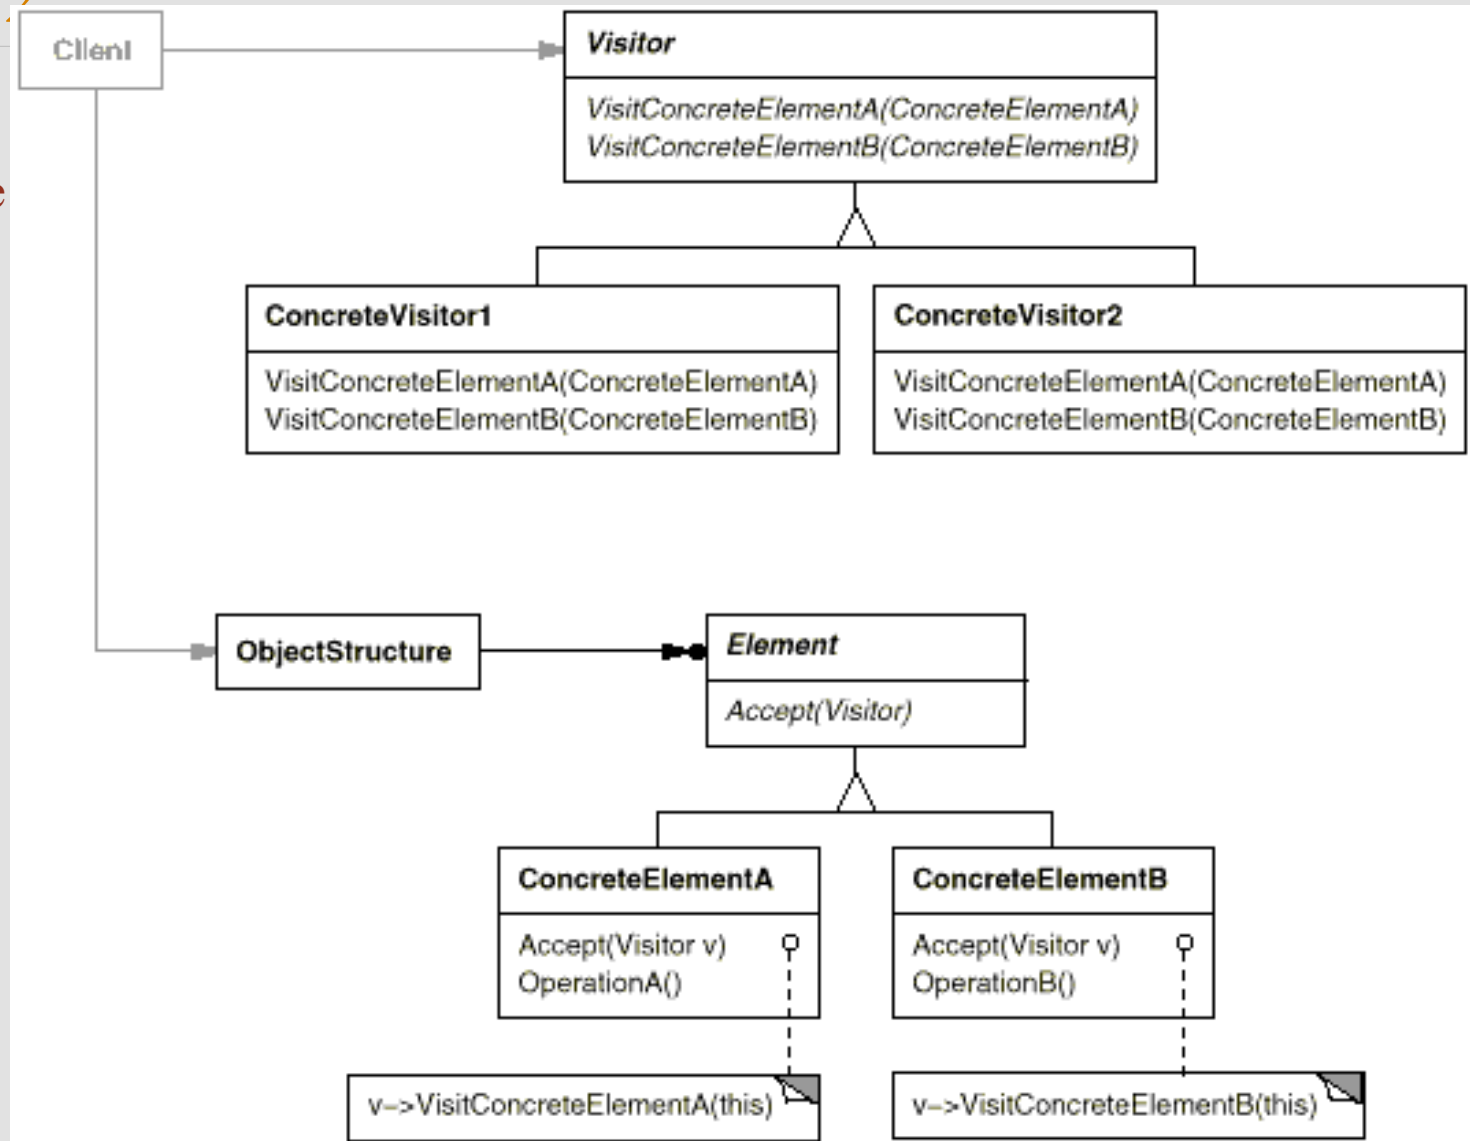 Client
Visitor
VisitConcreteElementA(ConcreteElementA)
VisitConcreteElementB(ConcreteElementB)
ConcreteVisitor1
VisitConcreteElementA(ConcreteElementA)
VisitConcreteElementB(ConcreteElementB)
ConcreteVisitor2
VisitConcreteElementA(ConcreteElementA)
VisitConcreteElementB(ConcreteElementB)
ObjectStructure
Element
Accept(Visitor)
ConcreteElementA
Accept(Visitor v)
OperationA()
ConcreteElementB
Accept(Visitor v)
OperationB()
v->VisitConcreteElementA(this)
v->VisitConcreteElementB(this)